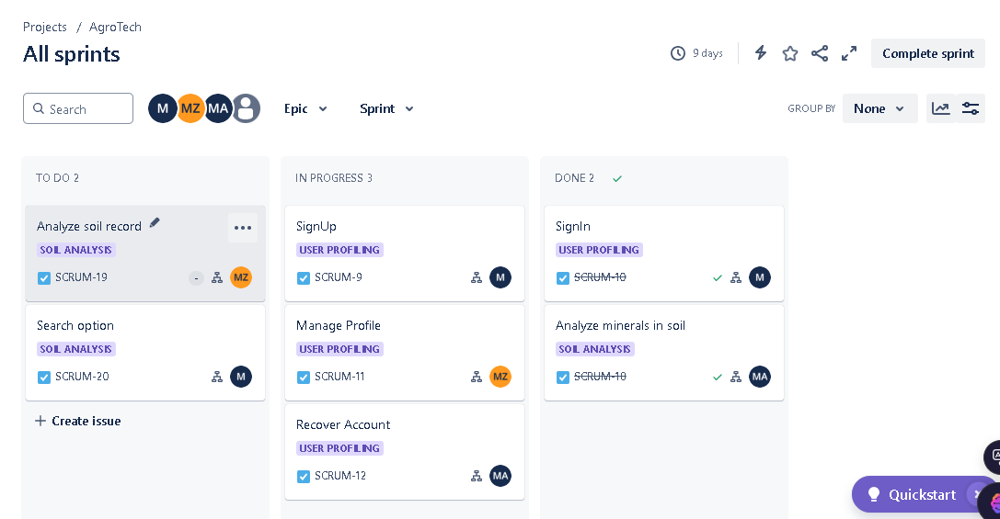 Projects / AgroTech
All sprints
9 days
Complete sprint
Search
M MZ MA
Epic
Sprint
GROUP BY
None
TO DO 2
Analyze soil record
SOIL ANALYSIS
SCRUM-19
-
MZ
Search option
SOIL ANALYSIS
SCRUM-20
M
+ Create issue
IN PROGRESS 3
SignUp
USER PROFILING
SCRUM-9
M
Manage Profile
USER PROFILING
SCRUM-11
MZ
Recover Account
USER PROFILING
SCRUM-12
MA
DONE 2
SignIn
USER PROFILING
SCRUM-10
M
Analyze minerals in soil
SOIL ANALYSIS
SCRUM-18
MA
Quickstart